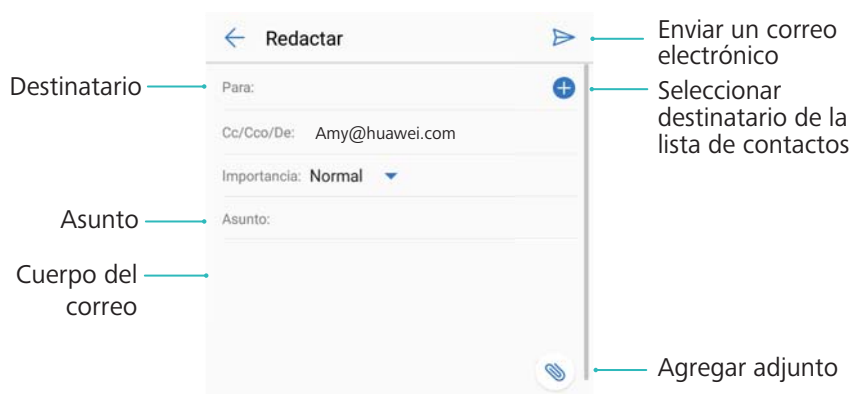 Redactar
Enviar un correo
electrónico
Destinatario
Para:
Seleccionar
destinatario de la
lista de contactos
Cc/Cco/De: Amy@huawei.com
Importancia: Normal
Asunto
Asunto:
Cuerpo del
correo
Agregar adjunto